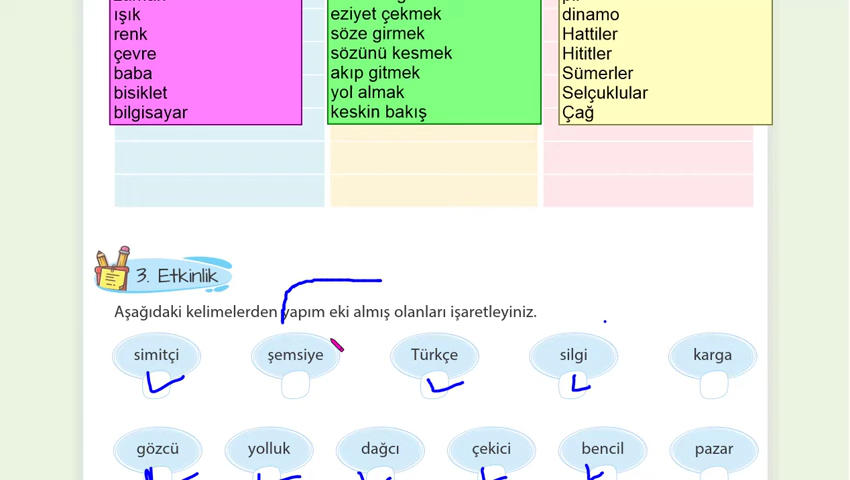 ışık
renk
çevre
baba
bisiklet
bilgisayar
eziyet çekmek
söze girmek
sözünü kesmek
akıp gitmek
yol almak
keskin bakış
dinamo
Hattiler
Hititler
Sümerler
Selçuklular
Çağ
3. Etkinlik
Aşağıdaki kelimelerden yapım eki almış olanları işaretleyiniz.
simitçi şemsiye Türkçe silgi karga
gözcü yolluk dağcı çekici bencil pazar